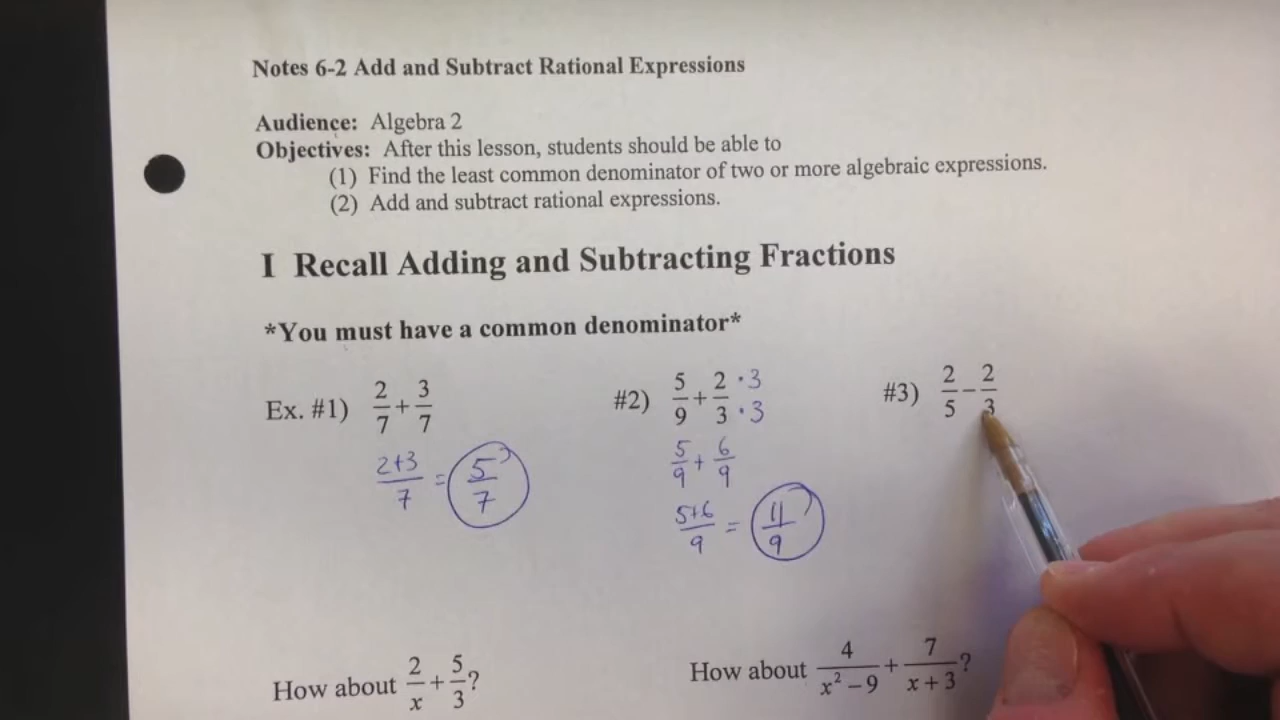 Notes 6-2 Add and Subtract Rational Expressions
Audience: Algebra 2
Objectives: After this lesson, students should be able to
(1) Find the least common denominator of two or more algebraic expressions.
(2) Add and subtract rational expressions.
I Recall Adding and Subtracting Fractions
*You must have a common denominator*
Ex. #1) 2/7 + 3/7
2+3/7 = 5/7
#2) 5/9 + 2/3 · 3 · 3
5/9 + 6/9
5+6/9 = 11/9
#3) 2/5 − 2/3
How about 2/x + 5/3?
How about 4/x² − 9 + 7/x + 3?